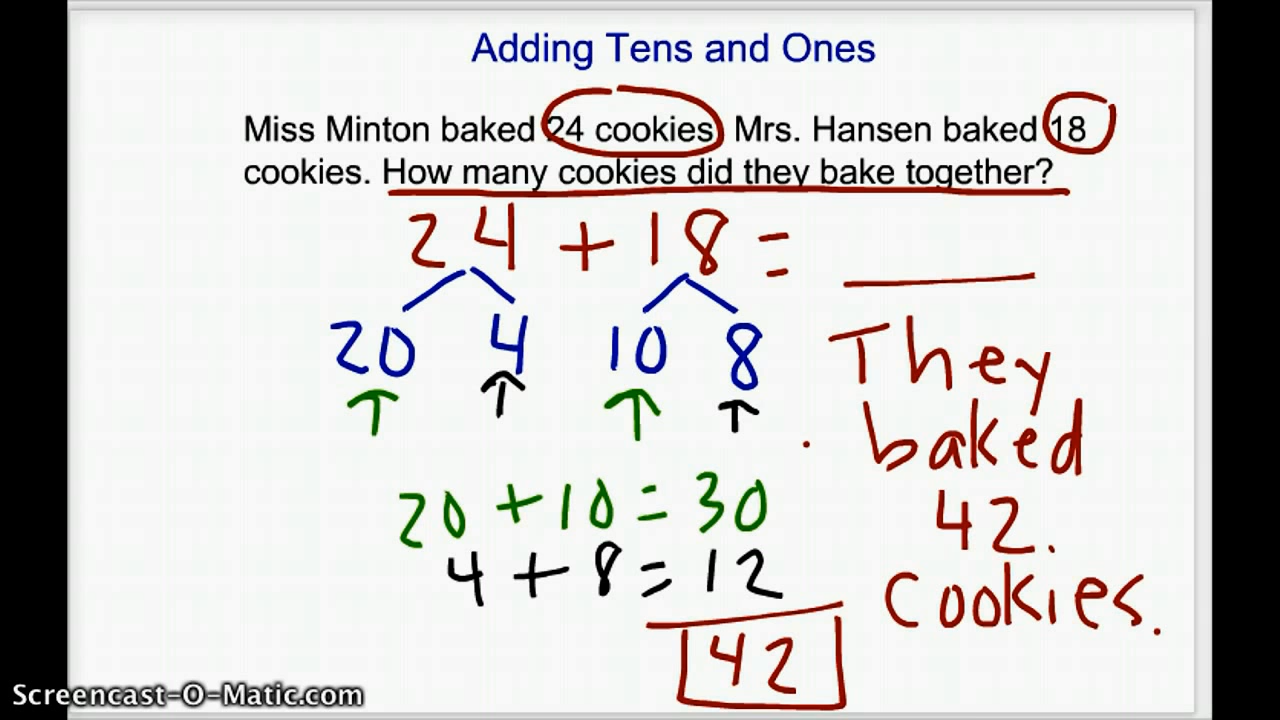 Adding Tens and Ones
Miss Minton baked 24 cookies. Mrs. Hansen baked 18
cookies. How many cookies did they bake together?
24 + 18 = ____
20 4 10 8
They
baked
42.
cookies.
20 + 10 = 30
4 + 8 = 12
42
Screencast-O-Matic.com